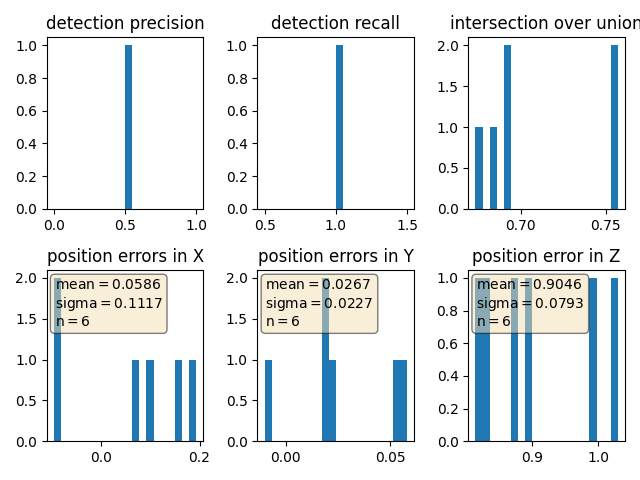 detection precision
detection recall
intersection over union
1.0
0.8
0.6
0.4
0.2
0.0
0.0 0.5 1.0
1.0
0.8
0.6
0.4
0.2
0.0
0.5 1.0 1.5
2.0
1.5
1.0
0.5
0.0
0.70 0.75
position errors in X
position errors in Y
position error in Z
2.0
1.5
1.0
0.5
0.0
mean = 0.0586
sigma = 0.1117
n = 6
0.0 0.2
2.0
1.5
1.0
0.5
0.0
mean = 0.0267
sigma = 0.0227
n = 6
0.00 0.05
1.0
0.8
0.6
0.4
0.2
0.0
mean = 0.9046
sigma = 0.0793
n = 6
0.9 1.0